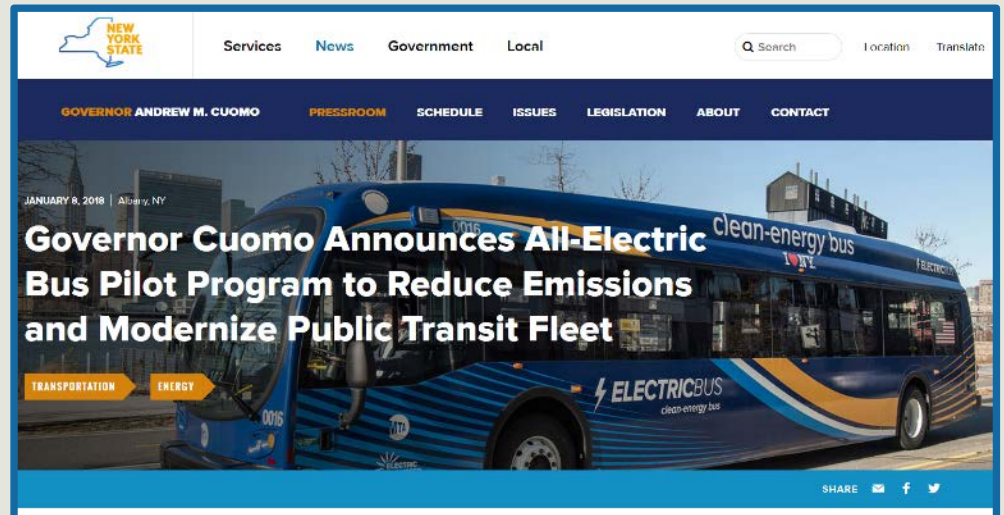 NEW
YORK
STATE
Services News Government Local
Search Location Translate
GOVERNOR ANDREW M. CUOMO PRESSROOM SCHEDULE ISSUES LEGISLATION ABOUT CONTACT
JANUARY 8, 2018 | Albany, NY
Governor Cuomo Announces All-Electric
Bus Pilot Program to Reduce Emissions
and Modernize Public Transit Fleet
TRANSPORTATION ENERGY
0016
clean-energy bus
I ♥ NY
ELECTRICBUS
ELECTRICBUS
clean-energy bus
0016
MTA
ELECTRIC
SHARE